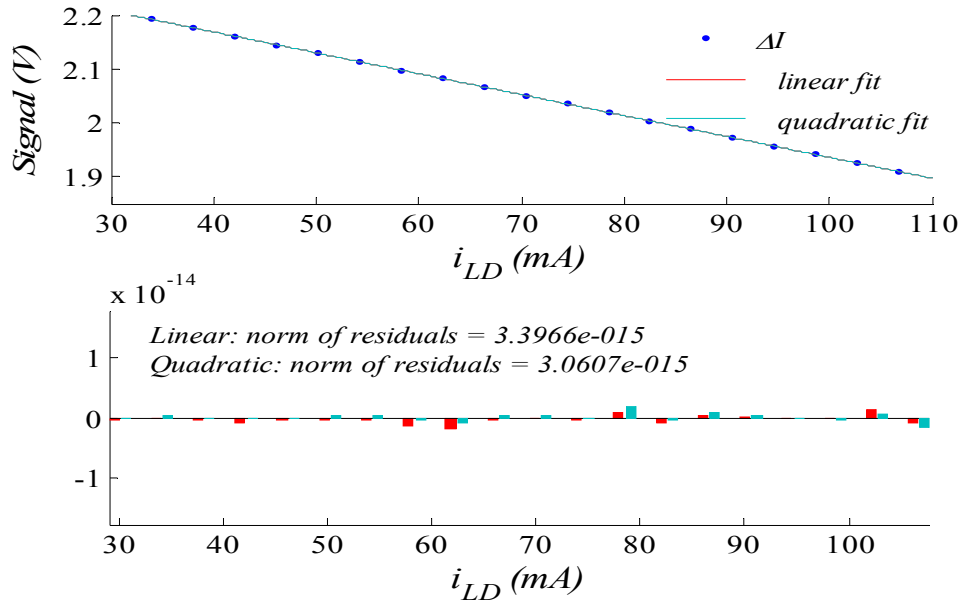 2.2
2.1
2
1.9
Signal (V)
ΔI
linear fit
quadratic fit
30 40 50 60 70 80 90 100 110
i_LD (mA)
x 10^-14
Linear: norm of residuals = 3.3966e-015
Quadratic: norm of residuals = 3.0607e-015
1
0
-1
30 40 50 60 70 80 90 100
i_LD (mA)